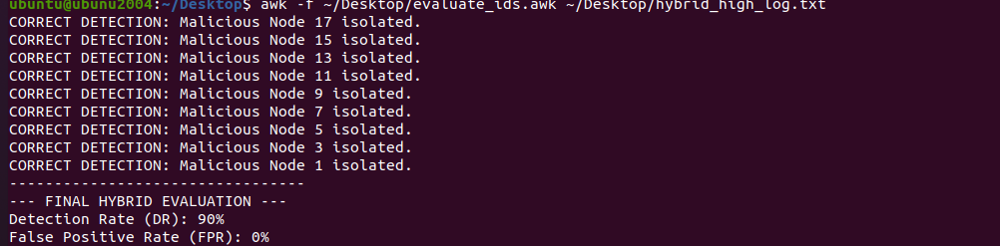 ubuntu@ubunu2004:~/Desktop$ awk -f ~/Desktop/evaluate_ids.awk ~/Desktop/hybrid_high_log.txt
CORRECT DETECTION: Malicious Node 17 isolated.
CORRECT DETECTION: Malicious Node 15 isolated.
CORRECT DETECTION: Malicious Node 13 isolated.
CORRECT DETECTION: Malicious Node 11 isolated.
CORRECT DETECTION: Malicious Node 9 isolated.
CORRECT DETECTION: Malicious Node 7 isolated.
CORRECT DETECTION: Malicious Node 5 isolated.
CORRECT DETECTION: Malicious Node 3 isolated.
CORRECT DETECTION: Malicious Node 1 isolated.
---------------------------------
--- FINAL HYBRID EVALUATION ---
Detection Rate (DR): 90%
False Positive Rate (FPR): 0%